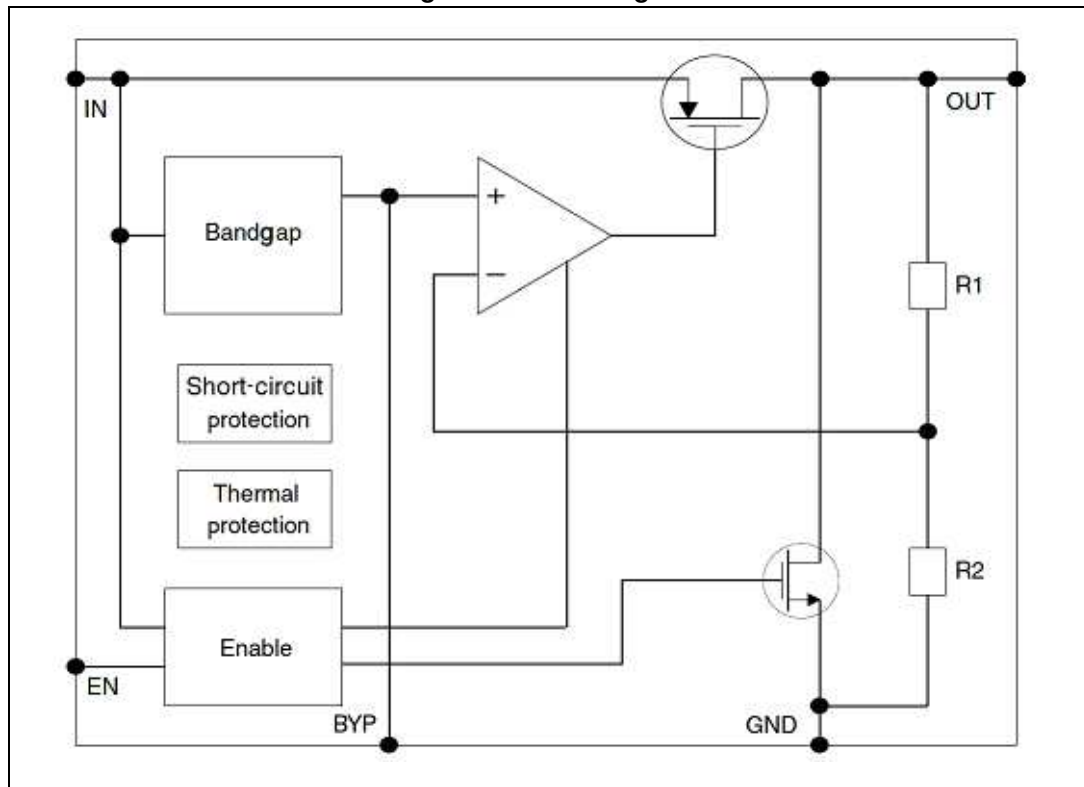 IN
OUT
Bandgap
+
−
R1
Short-circuit
protection
Thermal
protection
R2
Enable
EN
BYP
GND